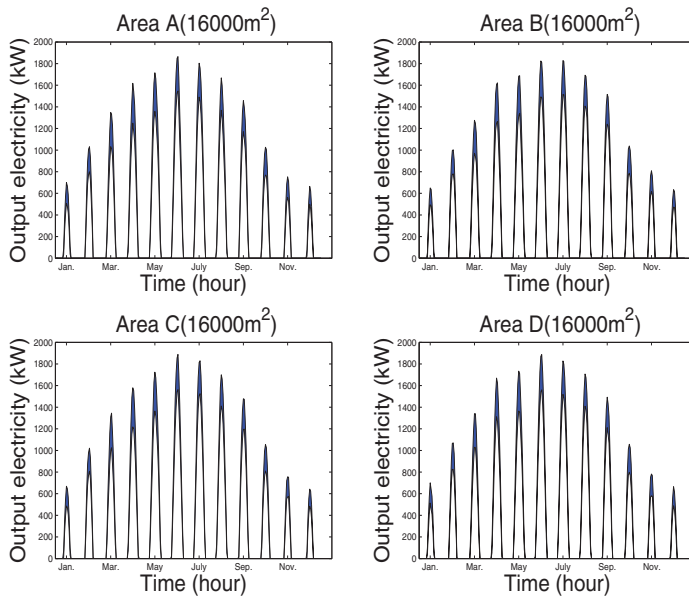 Area A(16000m²)
Output electricity (kW)
2000
1800
1600
1400
1200
1000
800
600
400
200
0
Jan. Mar. May July Sep. Nov.
Time (hour)
Area B(16000m²)
Output electricity (kW)
2000
1800
1600
1400
1200
1000
800
600
400
200
0
Jan. Mar. May July Sep. Nov.
Time (hour)
Area C(16000m²)
Output electricity (kW)
2000
1800
1600
1400
1200
1000
800
600
400
200
0
Jan. Mar. May July Sep. Nov.
Time (hour)
Area D(16000m²)
Output electricity (kW)
2000
1800
1600
1400
1200
1000
800
600
400
200
0
Jan. Mar. May July Sep. Nov.
Time (hour)